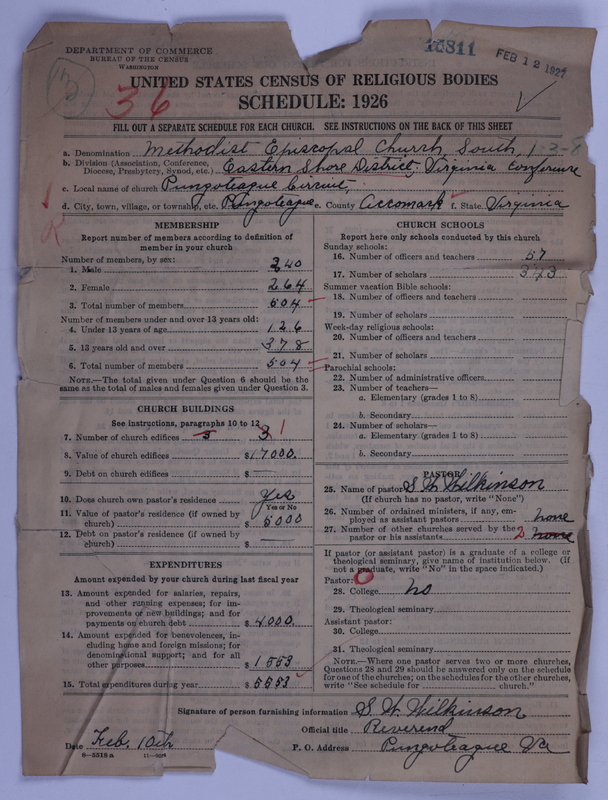 DEPARTMENT OF COMMERCE
BUREAU OF THE CENSUS
WASHINGTON
36
FEB 12 1927
UNITED STATES CENSUS OF RELIGIOUS BODIES
SCHEDULE: 1926
FILL OUT A SEPARATE SCHEDULE FOR EACH CHURCH. SEE INSTRUCTIONS ON THE BACK OF THIS SHEET
a. Denomination Methodist Episcopal Church, South 1-3-8
b. Division (Association, Conference, Diocese, Presbytery, Synod, etc.) Eastern Shore District, Virginia Conference
c. Local name of church Pungoteague Circuit,
d. City, town, village, or township, etc. Pungoteague e. County Accomack f. State Virginia
MEMBERSHIP
Report number of members according to definition of
member in your church
Number of members, by sex:
1. Male 240
2. Female 264
3. Total number of members 504
Number of members under and over 13 years old:
4. Under 13 years of age 126
5. 13 years old and over 378
6. Total number of members 504
NOTE.—The total given under Question 6 should be the
same as the total of males and females given under Question 3.
CHURCH BUILDINGS
See instructions, paragraphs 10 to 12
7. Number of church edifices 3 3 1
8. Value of church edifices $17000.
9. Debt on church edifices $ —
10. Does church own pastor's residence Yes
Yes or No
11. Value of pastor's residence (if owned by
church) $ 5000
12. Debt on pastor's residence (if owned by
church) $ —
EXPENDITURES
Amount expended by your church during last fiscal year
13. Amount expended for salaries, repairs,
and other running expenses; for im-
provements or new buildings; and for
payments on church debt $ 4000.
14. Amount expended for benevolences,
including home and foreign missions; for
denominational support; and for all
other purposes $ 1553
15. Total expenditures during year $ 5553
CHURCH SCHOOLS
Report here only schools conducted by this church
Sunday schools:
16. Number of officers and teachers 57
17. Number of scholars 343
Summer vacation Bible schools:
18. Number of officers and teachers
19. Number of scholars
Week-day religious schools:
20. Number of officers and teachers
21. Number of scholars
Parochial schools:
22. Number of administrative officers
23. Number of teachers—
a. Elementary (grades 1 to 8)
b. Secondary
24. Number of scholars—
a. Elementary (grades 1 to 8)
b. Secondary
PASTOR
25. Name of pastor S. W. Wilkinson
(If church has no pastor, write "None")
26. Number of ordained ministers, if any, em-
ployed as assistant pastors none
27. Number of other churches served by the
pastor or his assistants 2 none
If pastor (or assistant pastor) is a graduate of a college or
theological seminary, give name of institution below. (If
not a graduate, write "No" in the space indicated.)
Pastor: 0
28. College no
29. Theological seminary
Assistant pastor:
30. College
31. Theological seminary
NOTE.—Where one pastor serves two or more churches,
Questions 28 and 29 should be answered only on the schedule
for one of the churches; on the schedules for the other churches,
write "See schedule for church."
Signature of person furnishing information S. W. Wilkinson
Official title Reverend
Date Feb. 10th P. O. Address Pungoteague Va
8—5518a